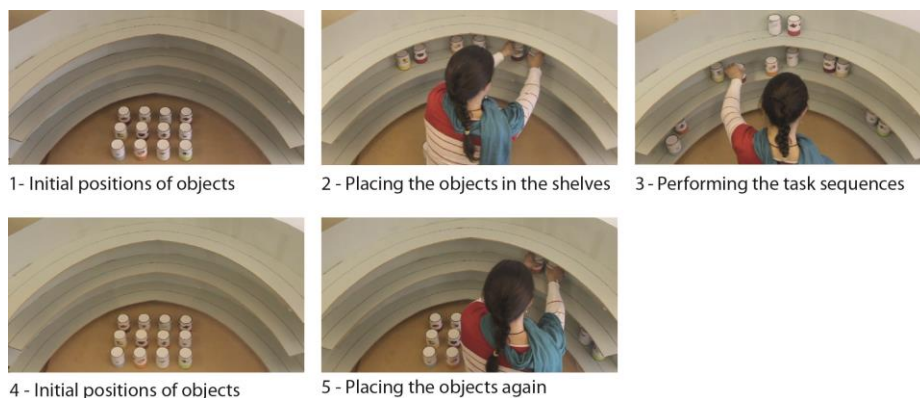 1- Initial positions of objects
2 - Placing the objects in the shelves
3 - Performing the task sequences
4 - Initial positions of objects
5 - Placing the objects again